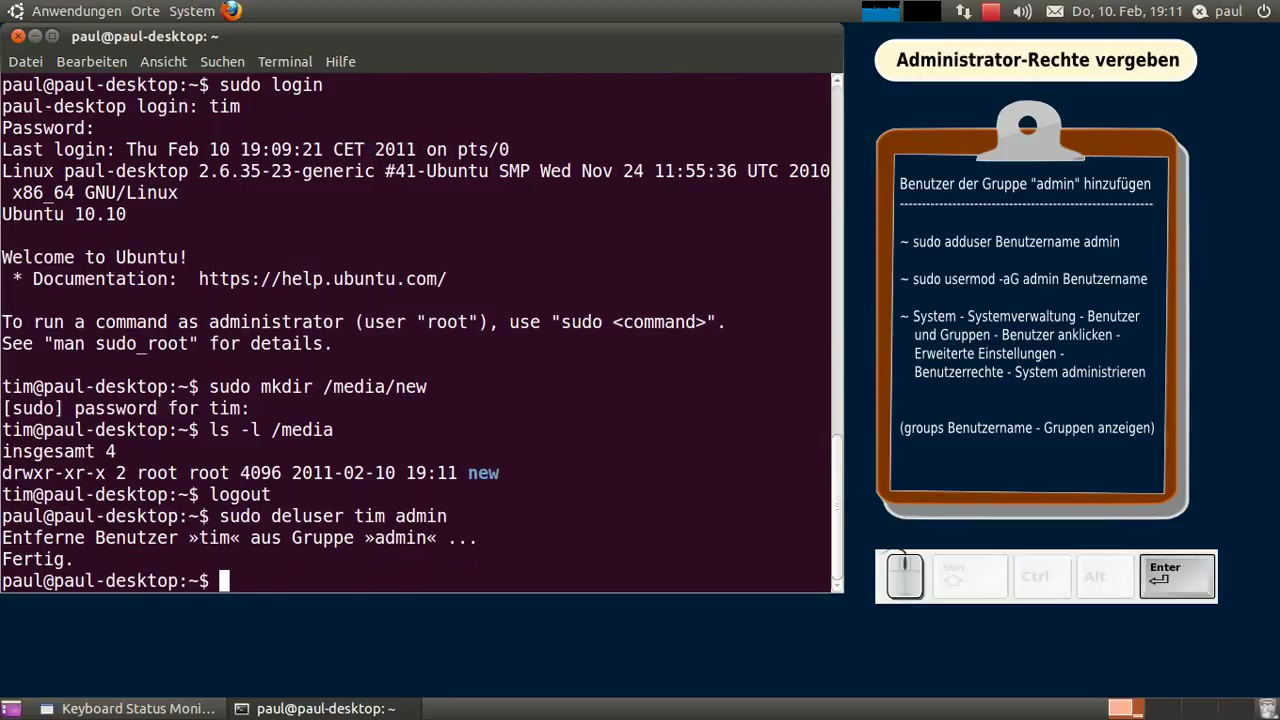 Anwendungen Orte System Do, 10. Feb, 19:11 paul
paul@paul-desktop: ~
Datei Bearbeiten Ansicht Suchen Terminal Hilfe
paul@paul-desktop:~$ sudo login
paul-desktop login: tim
Password:
Last login: Thu Feb 10 19:09:21 CET 2011 on pts/0
Linux paul-desktop 2.6.35-23-generic #41-Ubuntu SMP Wed Nov 24 11:55:36 UTC 2010
x86_64 GNU/Linux
Ubuntu 10.10
Welcome to Ubuntu!
* Documentation:  https://help.ubuntu.com/
To run a command as administrator (user "root"), use "sudo <command>".
See "man sudo_root" for details.
tim@paul-desktop:~$ sudo mkdir /media/new
[sudo] password for tim:
tim@paul-desktop:~$ ls -l /media
insgesamt 4
drwxr-xr-x 2 root root 4096 2011-02-10 19:11 new
tim@paul-desktop:~$ logout
paul@paul-desktop:~$ sudo deluser tim admin
Entferne Benutzer »tim« aus Gruppe »admin« ...
Fertig.
paul@paul-desktop:~$
Administrator-Rechte vergeben
Benutzer der Gruppe "admin" hinzufügen
---------------------------------------------------------
~ sudo adduser Benutzername admin
~ sudo usermod -aG admin Benutzername
~ System - Systemverwaltung - Benutzer
und Gruppen - Benutzer anklicken -
Erweiterte Einstellungen -
Benutzerrechte - System administrieren
(groups Benutzername - Gruppen anzeigen)
Shift Ctrl Alt Enter
Keyboard Status Moni... paul@paul-desktop: ~